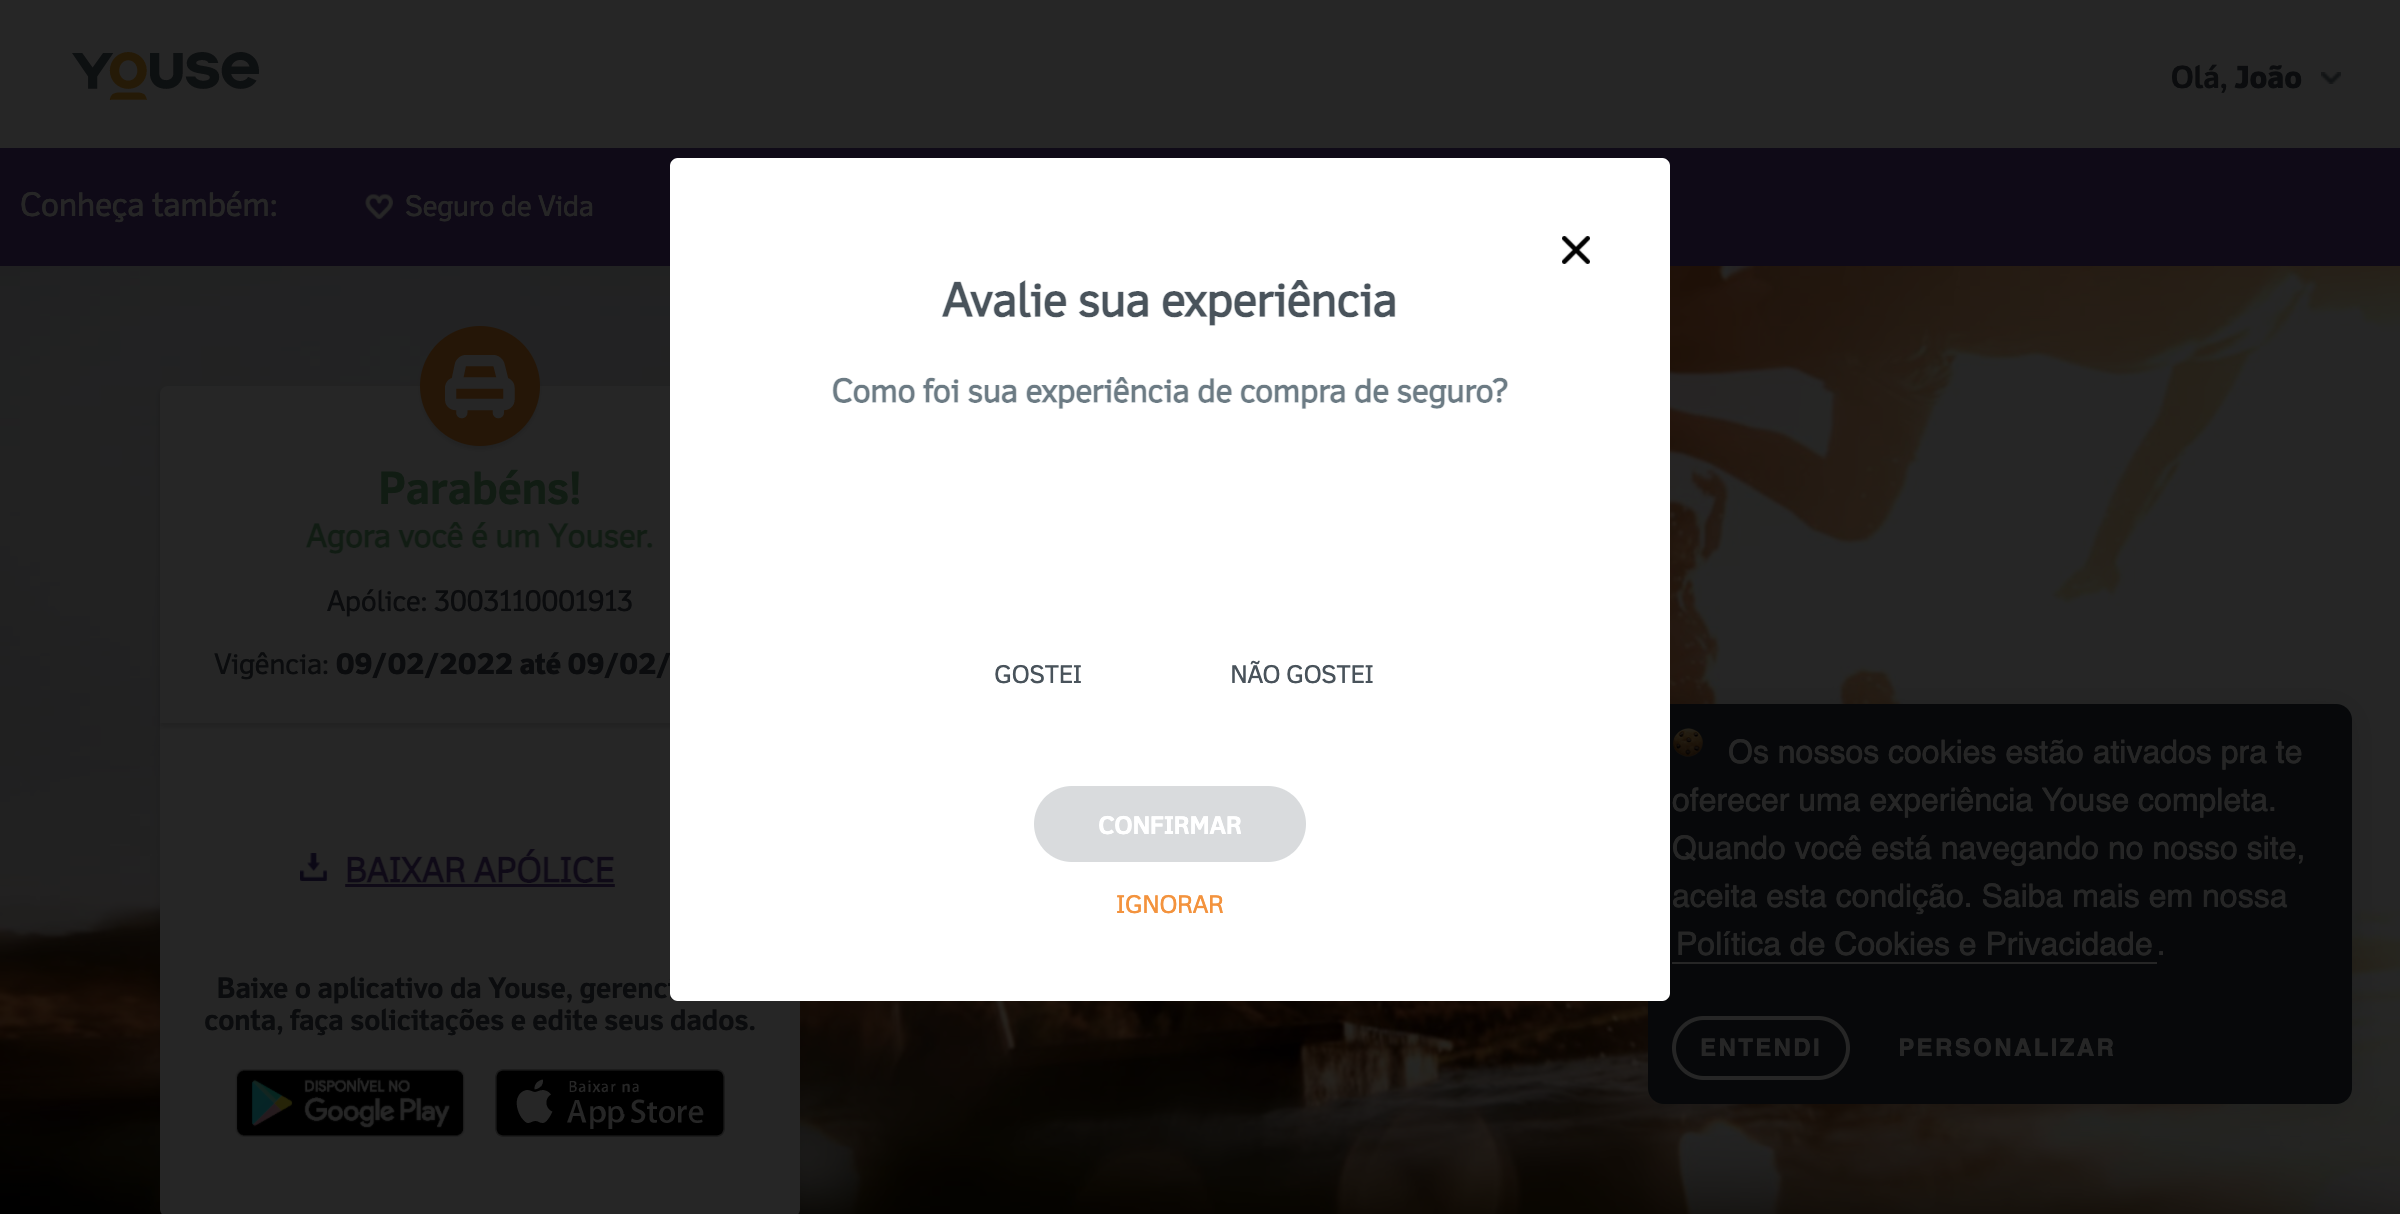 Youse
Olá, João
Conheça também:
Seguro de Vida
Avalie sua experiência
Como foi sua experiência de compra de seguro?
GOSTEI
NÃO GOSTEI
CONFIRMAR
IGNORAR
Parabéns!
Agora você é um Youser.
Apólice: 3003110001913
Vigência: 09/02/2022 até 09/02/
BAIXAR APÓLICE
Baixe o aplicativo da Youse,
conta, faça solicitações e edite seus dados.
DISPONÍVEL NO
Google Play
Baixar na
App Store
Os nossos cookies estão ativados pra te
oferecer uma experiência Youse completa.
Quando você está navegando no nosso site,
aceita esta condição. Saiba mais em nossa
Política de Cookies e Privacidade.
ENTENDI
PERSONALIZAR